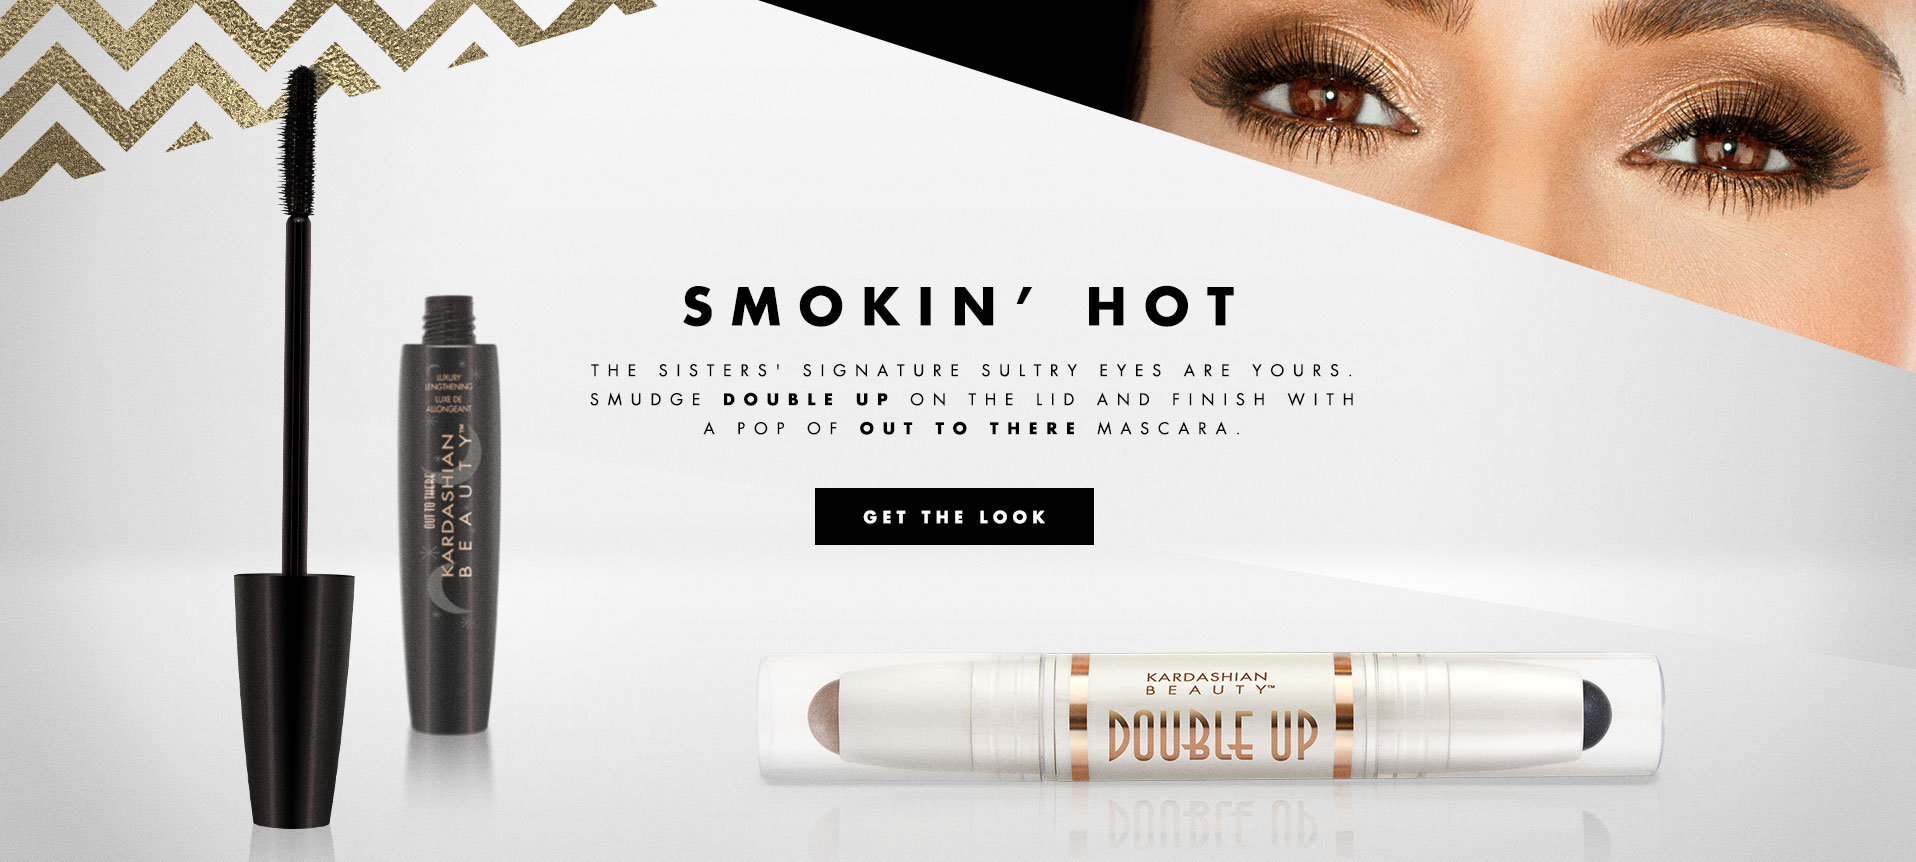 SMOKIN' HOT
THE SISTERS' SIGNATURE SULTRY EYES ARE YOURS.
SMUDGE DOUBLE UP ON THE LID AND FINISH WITH
A POP OF OUT TO THERE MASCARA.
GET THE LOOK
LUXURY
LENGTHENING
LUXE DE
ALLONGEANT
OUT TO THERE
KARDASHIAN
BEAUTY™
KARDASHIAN
BEAUTY™
DOUBLE UP